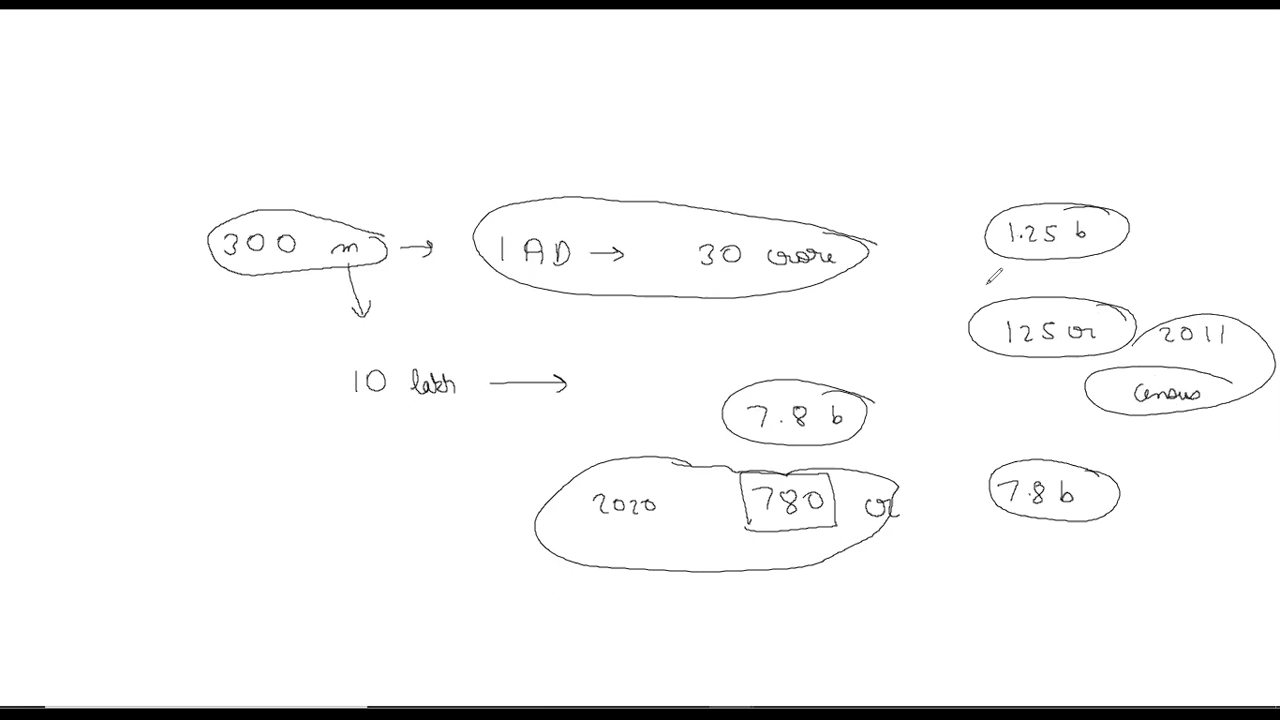 300 m → 1 AD → 30 crore
1.25 b
125 cr 2011
census
10 lakh →
7.8 b
2020 780 cr
7.8 b